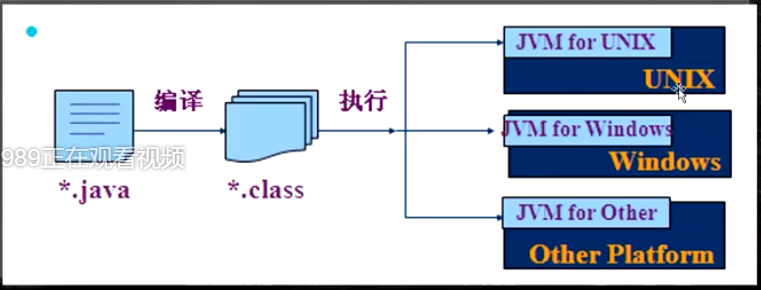 JVM for UNIX
UNIX
编译
执行
JVM for Windows
Windows
989正在观看视频
*.java
*.class
JVM for Other
Other Platform